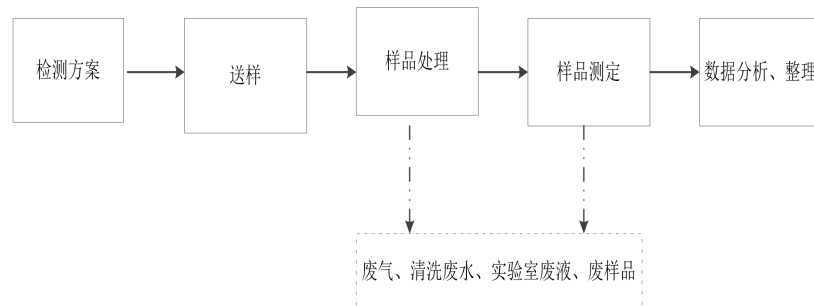 检测方案
送样
样品处理
样品测定
数据分析、整理
废气、清洗废水、实验室废液、废样品